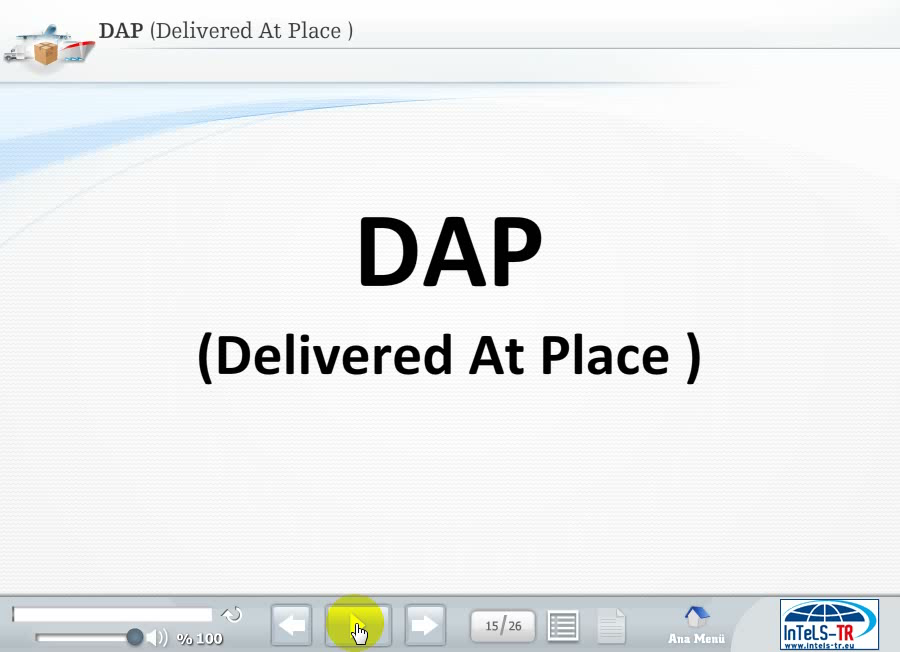 DAP (Delivered At Place )
DAP
(Delivered At Place )
% 100
15/26
Ana Menü
InTeLS-TR
www.intels-tr.eu